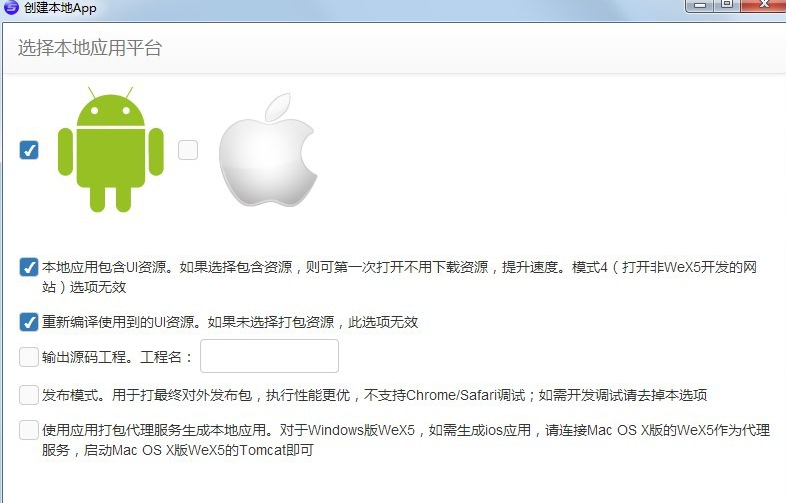 创建本地App
选择本地应用平台
本地应用包含UI资源。如果选择包含资源，则可第一次打开不用下载资源，提升速度。模式4（打开非WeX5开发的网
站）选项无效
重新编译使用到的UI资源。如果未选择打包资源，此选项无效
输出源码工程。工程名：
发布模式。用于打最终对外发布包，执行性能更优，不支持Chrome/Safari调试；如需开发调试请去掉本选项
使用应用打包代理服务生成本地应用。对于Windows版WeX5，如需生成ios应用，请连接Mac OS X版的WeX5作为代理
服务，启动Mac OS X版WeX5的Tomcat即可